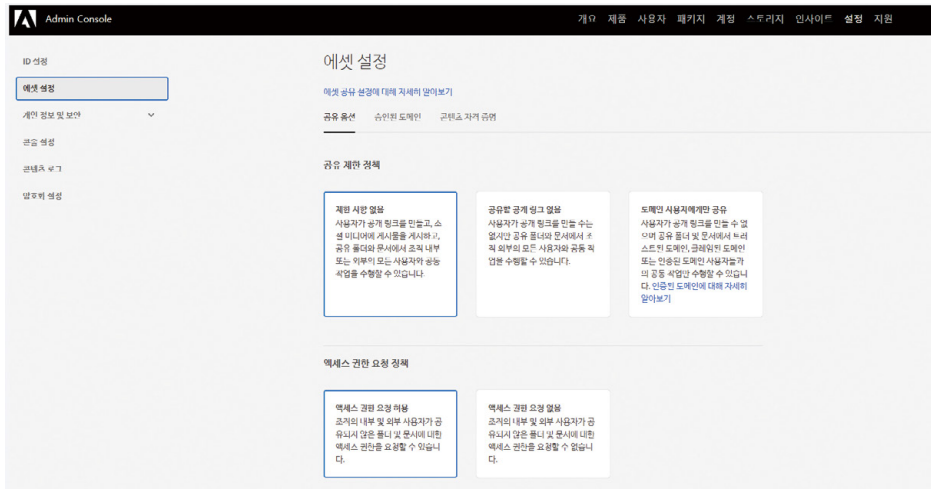 Admin Console
개요 제품 사용자 패키지 계정 스토리지 인사이트 설정 지원
ID 설정
에셋 설정
개인 정보 및 보안
콘솔 설정
콘텐츠 로그
암호화 설정
에셋 설정
에셋 공유 설정에 대해 자세히 알아보기
공유 옵션 승인된 도메인 콘텐츠 자격 증명
공유 제한 정책
제한 사항 없음
사용자가 공개 링크를 만들고, 소
셜 미디어에 게시물을 게시하고,
공유 폴더와 문서에서 조직 내부
또는 외부의 모든 사용자와 공동
작업을 수행할 수 있습니다.
공유할 공개 링크 없음
사용자가 공개 링크를 만들 수는
없지만 공유 폴더와 문서에서 조
직 외부의 모든 사용자와 공동 작
업을 수행할 수 있습니다.
도메인 사용자에게만 공유
사용자가 공개 링크를 만들 수 없
으며 공유 폴더 및 문서에서 트러
스트된 도메인, 클레임된 도메인
또는 인증된 도메인 사용자들과
의 공동 작업만 수행할 수 있습니
다. 인증된 도메인에 대해 자세히
알아보기
액세스 권한 요청 정책
액세스 권한 요청 허용
조직의 내부 및 외부 사용자가 공
유되지 않은 폴더 및 문서에 대한
액세스 권한을 요청할 수 있습니
다.
액세스 권한 요청 없음
조직의 내부 및 외부 사용자가 공
유되지 않은 폴더 및 문서에 대한
액세스 권한을 요청할 수 없습니
다.